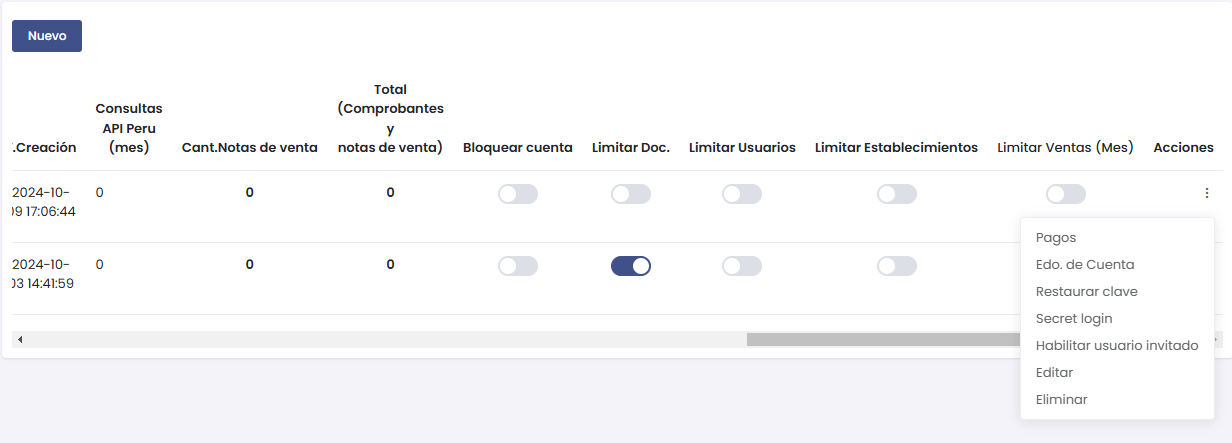 Nuevo
.Creación
Consultas
API Peru
(mes)
Cant.Notas de venta
Total
(Comprobantes
y
notas de venta)
Bloquear cuenta
Limitar Doc.
Limitar Usuarios
Limitar Establecimientos
Limitar Ventas (Mes)
Acciones
2024-10-
09 17:06:44
0
0
0
2024-10-
03 14:41:59
0
0
0
Pagos
Edo. de Cuenta
Restaurar clave
Secret login
Habilitar usuario invitado
Editar
Eliminar